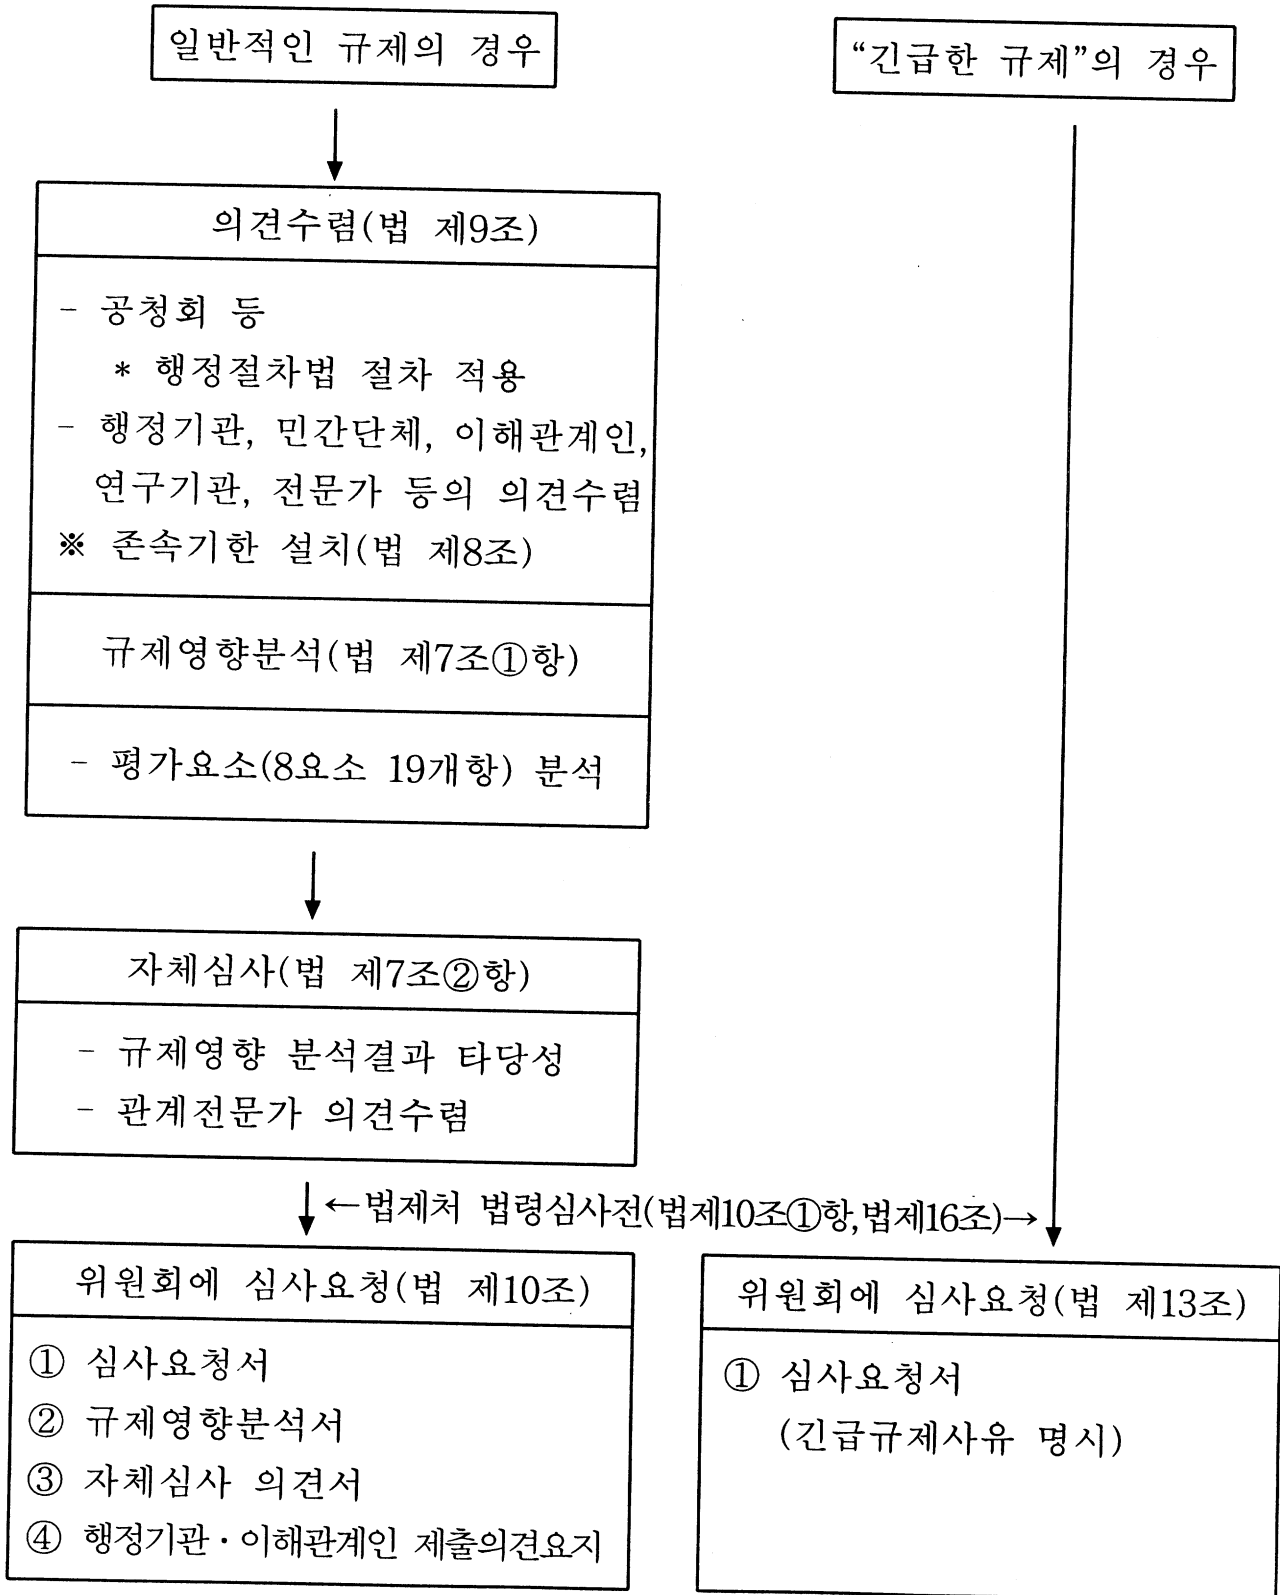 일반적인 규제의 경우
“긴급한 규제”의 경우
의견수렴(법 제9조)
- 공청회 등
* 행정절차법 절차 적용
- 행정기관, 민간단체, 이해관계인,
연구기관, 전문가 등의 의견수렴
※ 존속기한 설치(법 제8조)
규제영향분석(법 제7조①항)
- 평가요소(8요소 19개항) 분석
자체심사(법 제7조②항)
- 규제영향 분석결과 타당성
- 관계전문가 의견수렴
←법제처 법령심사전(법제10조①항,법제16조)→
위원회에 심사요청(법 제10조)
① 심사요청서
② 규제영향분석서
③ 자체심사 의견서
④ 행정기관·이해관계인 제출의견요지
위원회에 심사요청(법 제13조)
① 심사요청서
(긴급규제사유 명시)